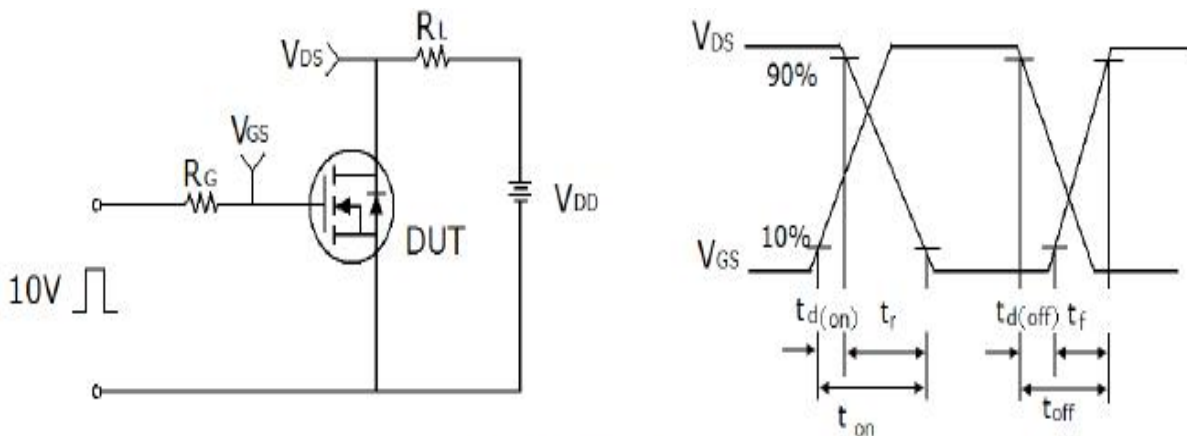 RL
VDS
VGS
RG
VDD
DUT
10V
VDS
90%
10%
VGS
td(on) tr td(off) tf
ton
toff